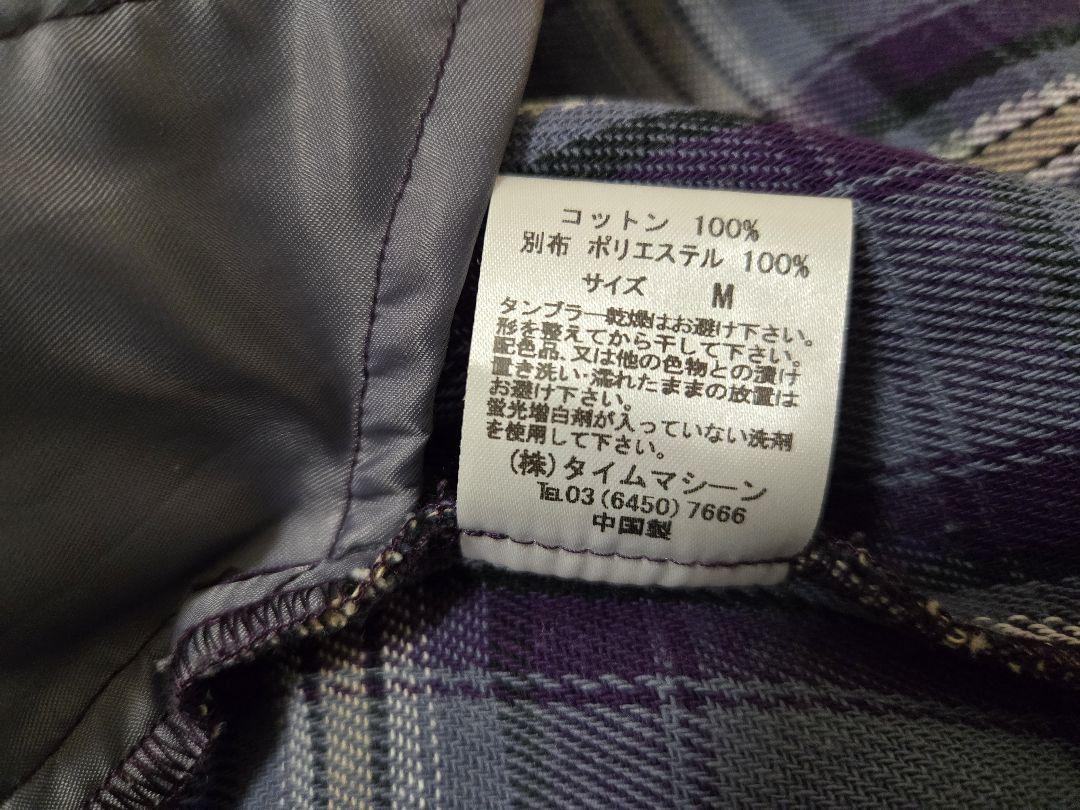 コットン 100%
別布 ポリエステル 100%
サイズ M
タンブラー乾燥はお避け下さい。
形を整えてから干して下さい。
配色品、又は他の色物との漬け
置き洗い・濡れたままの放置は
お避け下さい。
蛍光増白剤が入っていない洗剤
を使用して下さい。
(株)タイムマシーン
℡03(6450)7666
中国製